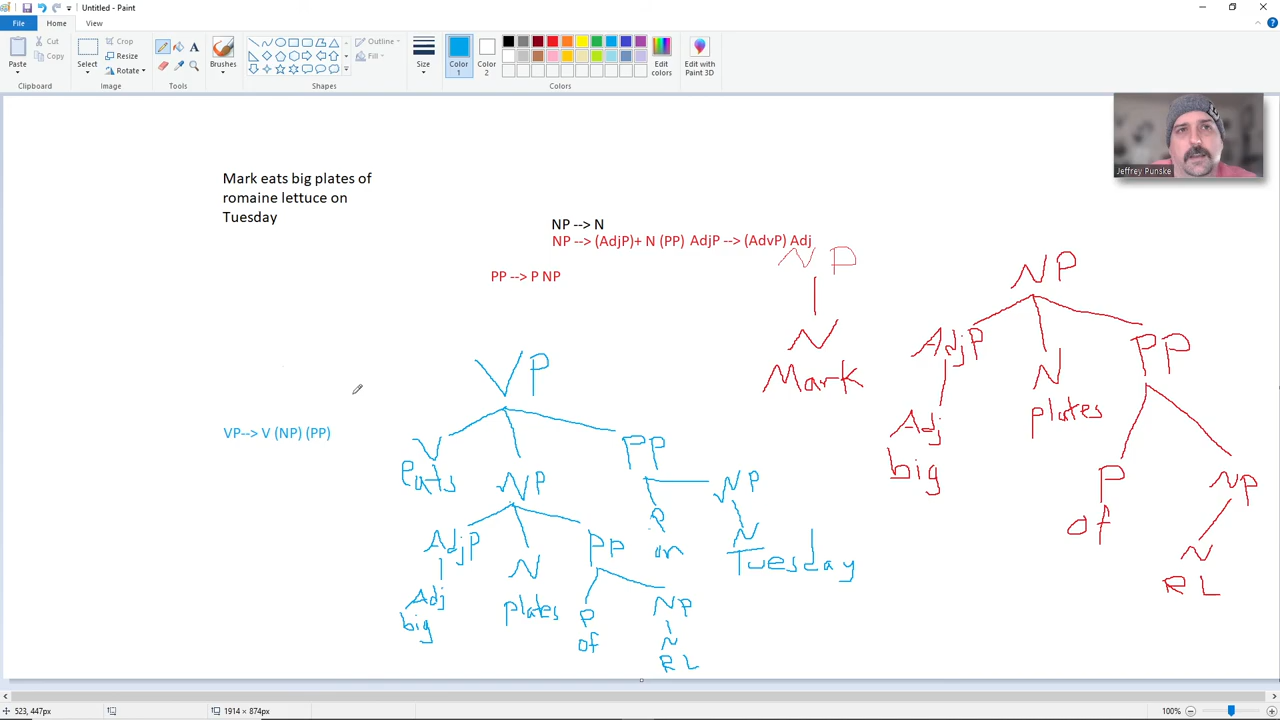 Untitled - Paint
File
Home
View
Paste
Cut
Copy
Clipboard
Select
Crop
Resize
Rotate
Image
Tools
Brushes
Shapes
Outline
Fill
Size
Color 1
Color 2
Colors
Edit colors
Edit with Paint 3D
Jeffrey Punske
Mark eats big plates of
romaine lettuce on
Tuesday
NP --> N
NP --> (AdjP)+ N (PP) AdjP --> (AdvP) Adj
PP --> P NP
VP--> V (NP) (PP)
NP
N
Mark
NP
AdjP N PP
Adj plates
big
P NP
of N
R L
VP
V NP PP
eats
P NP
on N
Tuesday
AdjP N PP
Adj plates P NP
big of N
R L
523, 447px
1914 × 874px
100%